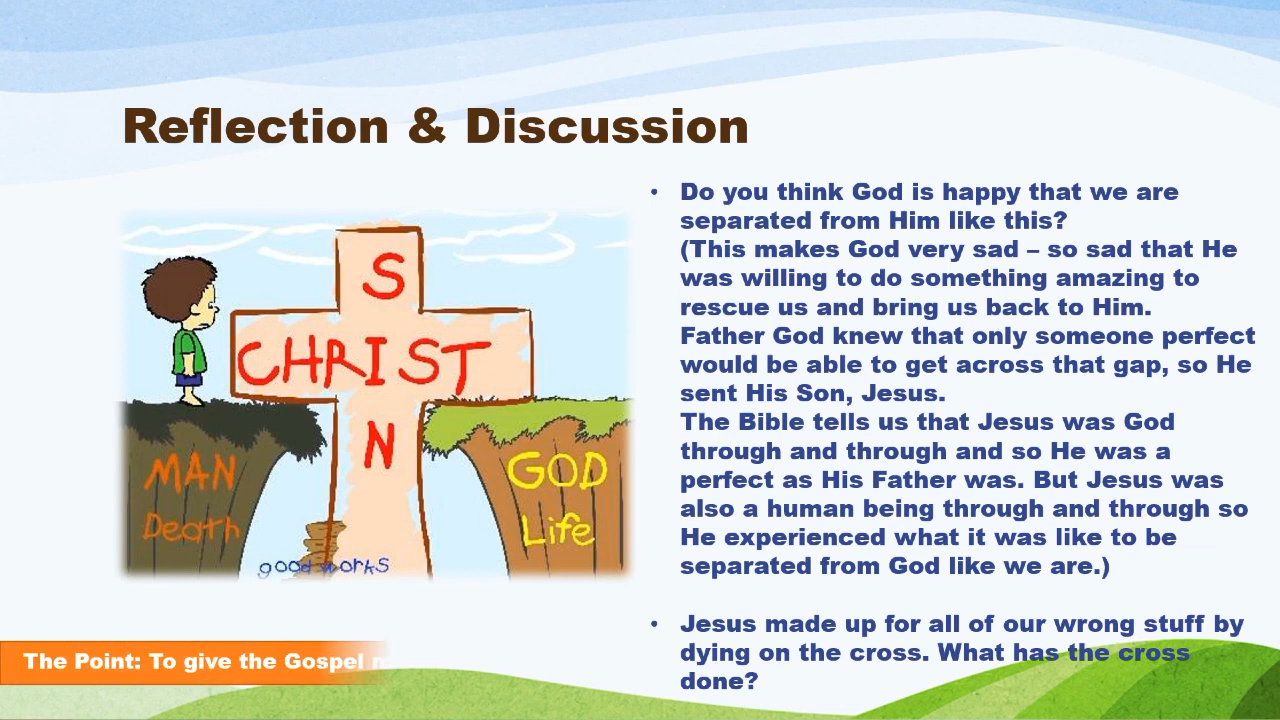 Reflection & Discussion
S
CHRIST
N
MAN
Death
GOD
Life
good works
• Do you think God is happy that we are
separated from Him like this?
(This makes God very sad – so sad that He
was willing to do something amazing to
rescue us and bring us back to Him.
Father God knew that only someone perfect
would be able to get across that gap, so He
sent His Son, Jesus.
The Bible tells us that Jesus was God
through and through and so He was a
perfect as His Father was. But Jesus was
also a human being through and through so
He experienced what it was like to be
separated from God like we are.)
• Jesus made up for all of our wrong stuff by
dying on the cross. What has the cross
done?
The Point: To give the Gospel